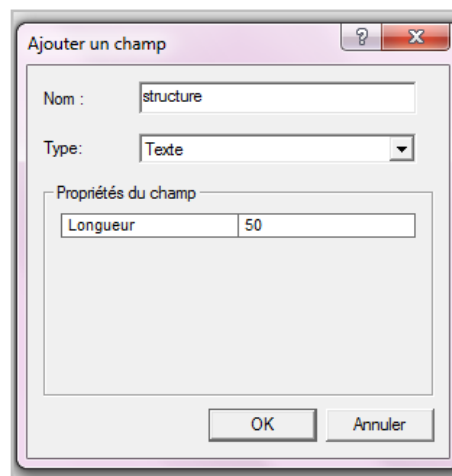 Ajouter un champ
Nom : structure
Type: Texte
Propriétés du champ
Longueur 50
OK Annuler